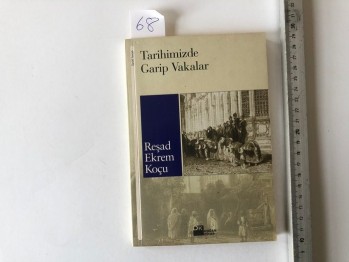 68
Tarihimizde
Garip Vakalar
Reşad
Ekrem
Koçu